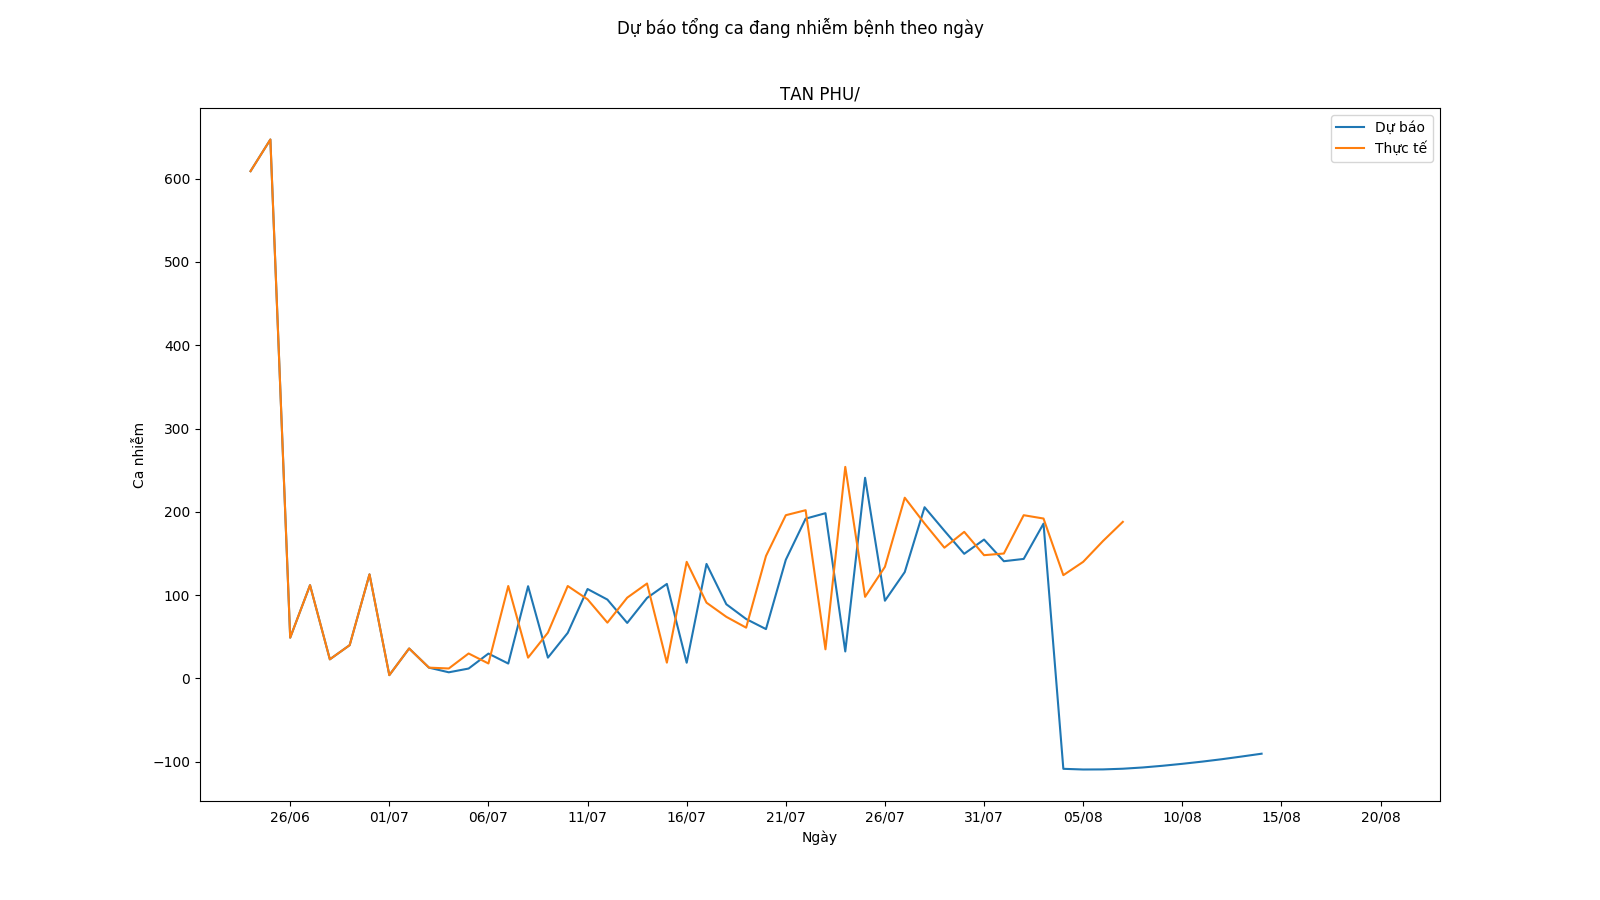 Dự báo tổng ca đang nhiễm bệnh theo ngày
TAN PHU/
Dự báo
Thực tế
600
500
400
300
200
100
0
−100
Ca nhiễm
26/06 01/07 06/07 11/07 16/07 21/07 26/07 31/07 05/08 10/08 15/08 20/08
Ngày